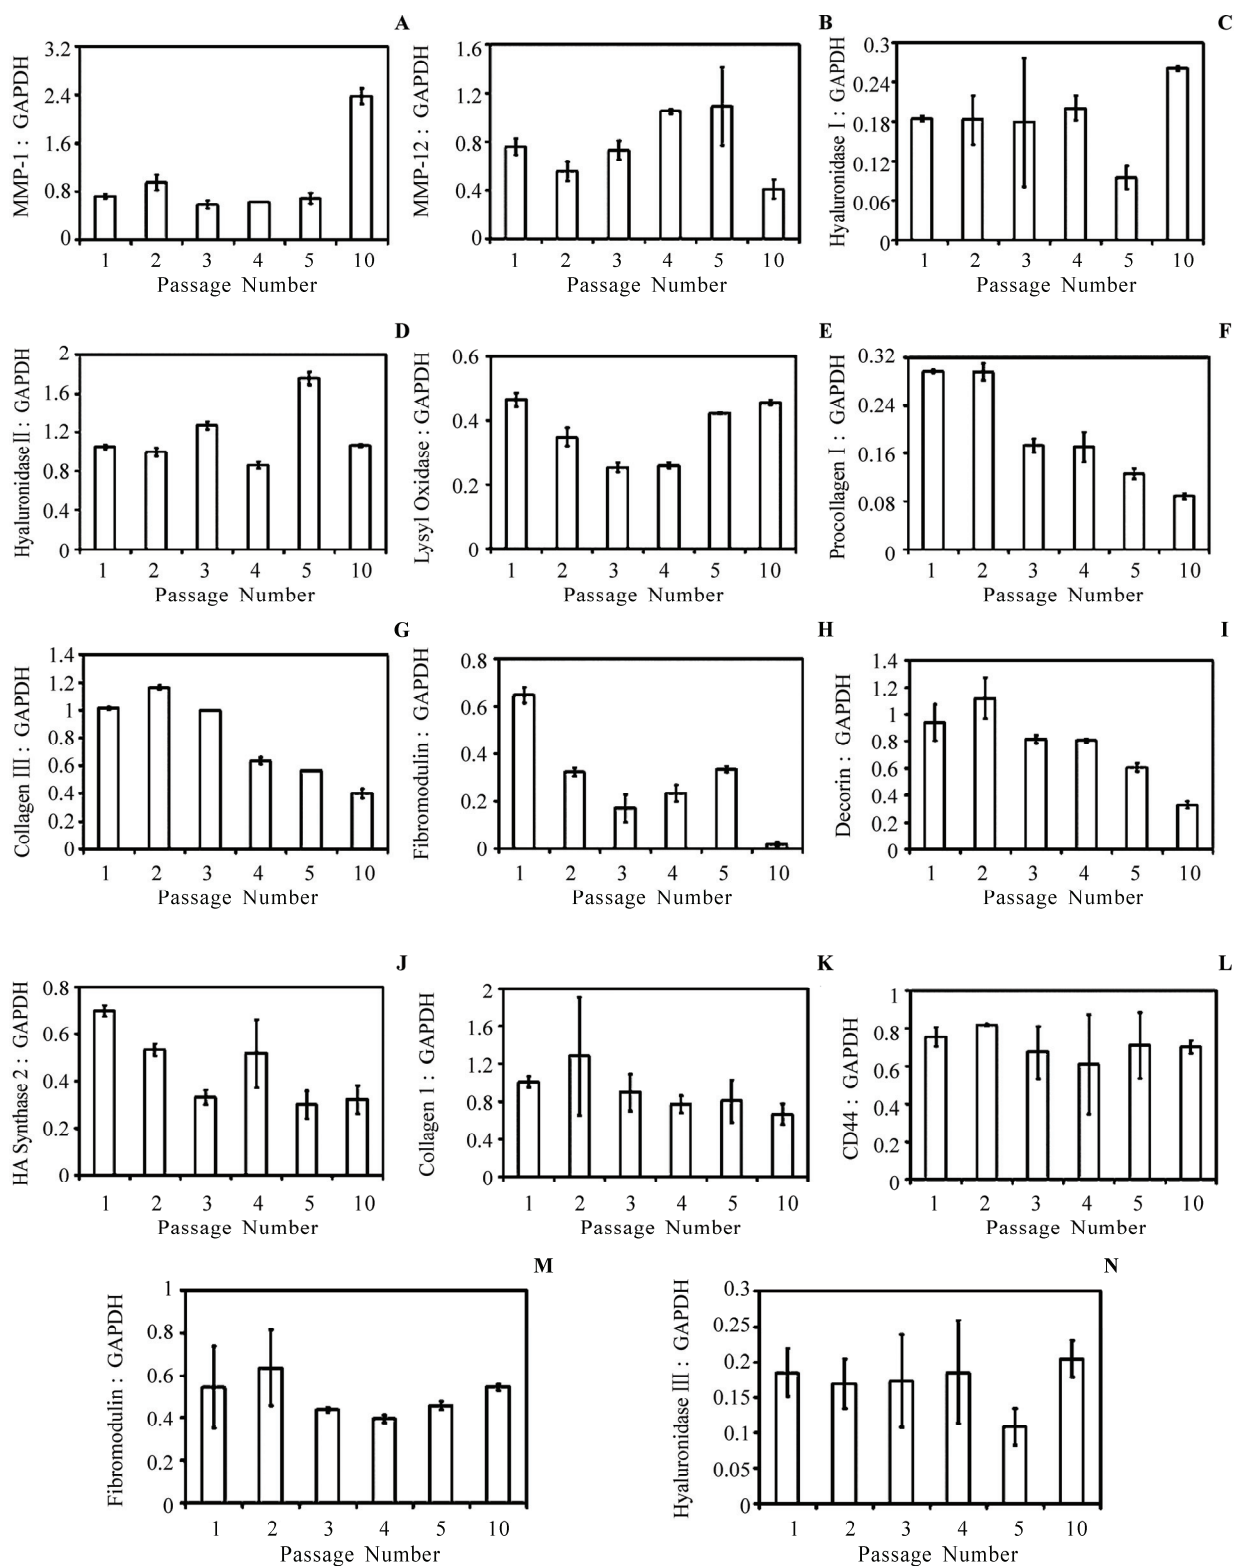 A
MMP-1 : GAPDH
3.2
2.4
1.6
0.8
0
1 2 3 4 5 10
Passage Number
B
MMP-12 : GAPDH
1.6
1.2
0.8
0.4
0
1 2 3 4 5 10
Passage Number
C
Hyaluronidase I : GAPDH
0.3
0.24
0.18
0.12
0.06
0
1 2 3 4 5 10
Passage Number
D
Hyaluronidase II : GAPDH
2
1.6
1.2
0.8
0.4
0
1 2 3 4 5 10
Passage Number
E
Lysyl Oxidase : GAPDH
0.6
0.4
0.2
0
1 2 3 4 5 10
Passage Number
F
Procollagen I : GAPDH
0.32
0.24
0.16
0.08
0
1 2 3 4 5 10
Passage Number
G
Collagen III : GAPDH
1.4
1.2
1
0.8
0.6
0.4
0.2
0
1 2 3 4 5 10
Passage Number
H
Fibromodulin : GAPDH
0.8
0.6
0.4
0.2
0
1 2 3 4 5 10
Passage Number
I
Decorin : GAPDH
1.4
1.2
1
0.8
0.6
0.4
0.2
0
1 2 3 4 5 10
Passage Number
J
HA Synthase 2 : GAPDH
0.8
0.6
0.4
0.2
0
1 2 3 4 5 10
Passage Number
K
Collagen 1 : GAPDH
2
1.6
1.2
0.8
0.4
0
1 2 3 4 5 10
Passage Number
L
CD44 : GAPDH
1
0.8
0.6
0.4
0.2
0
1 2 3 4 5 10
Passage Number
M
Fibromodulin : GAPDH
1
0.8
0.6
0.4
0.2
0
1 2 3 4 5 10
Passage Number
N
Hyaluronidase III : GAPDH
0.3
0.25
0.2
0.15
0.1
0.05
0
1 2 3 4 5 10
Passage Number